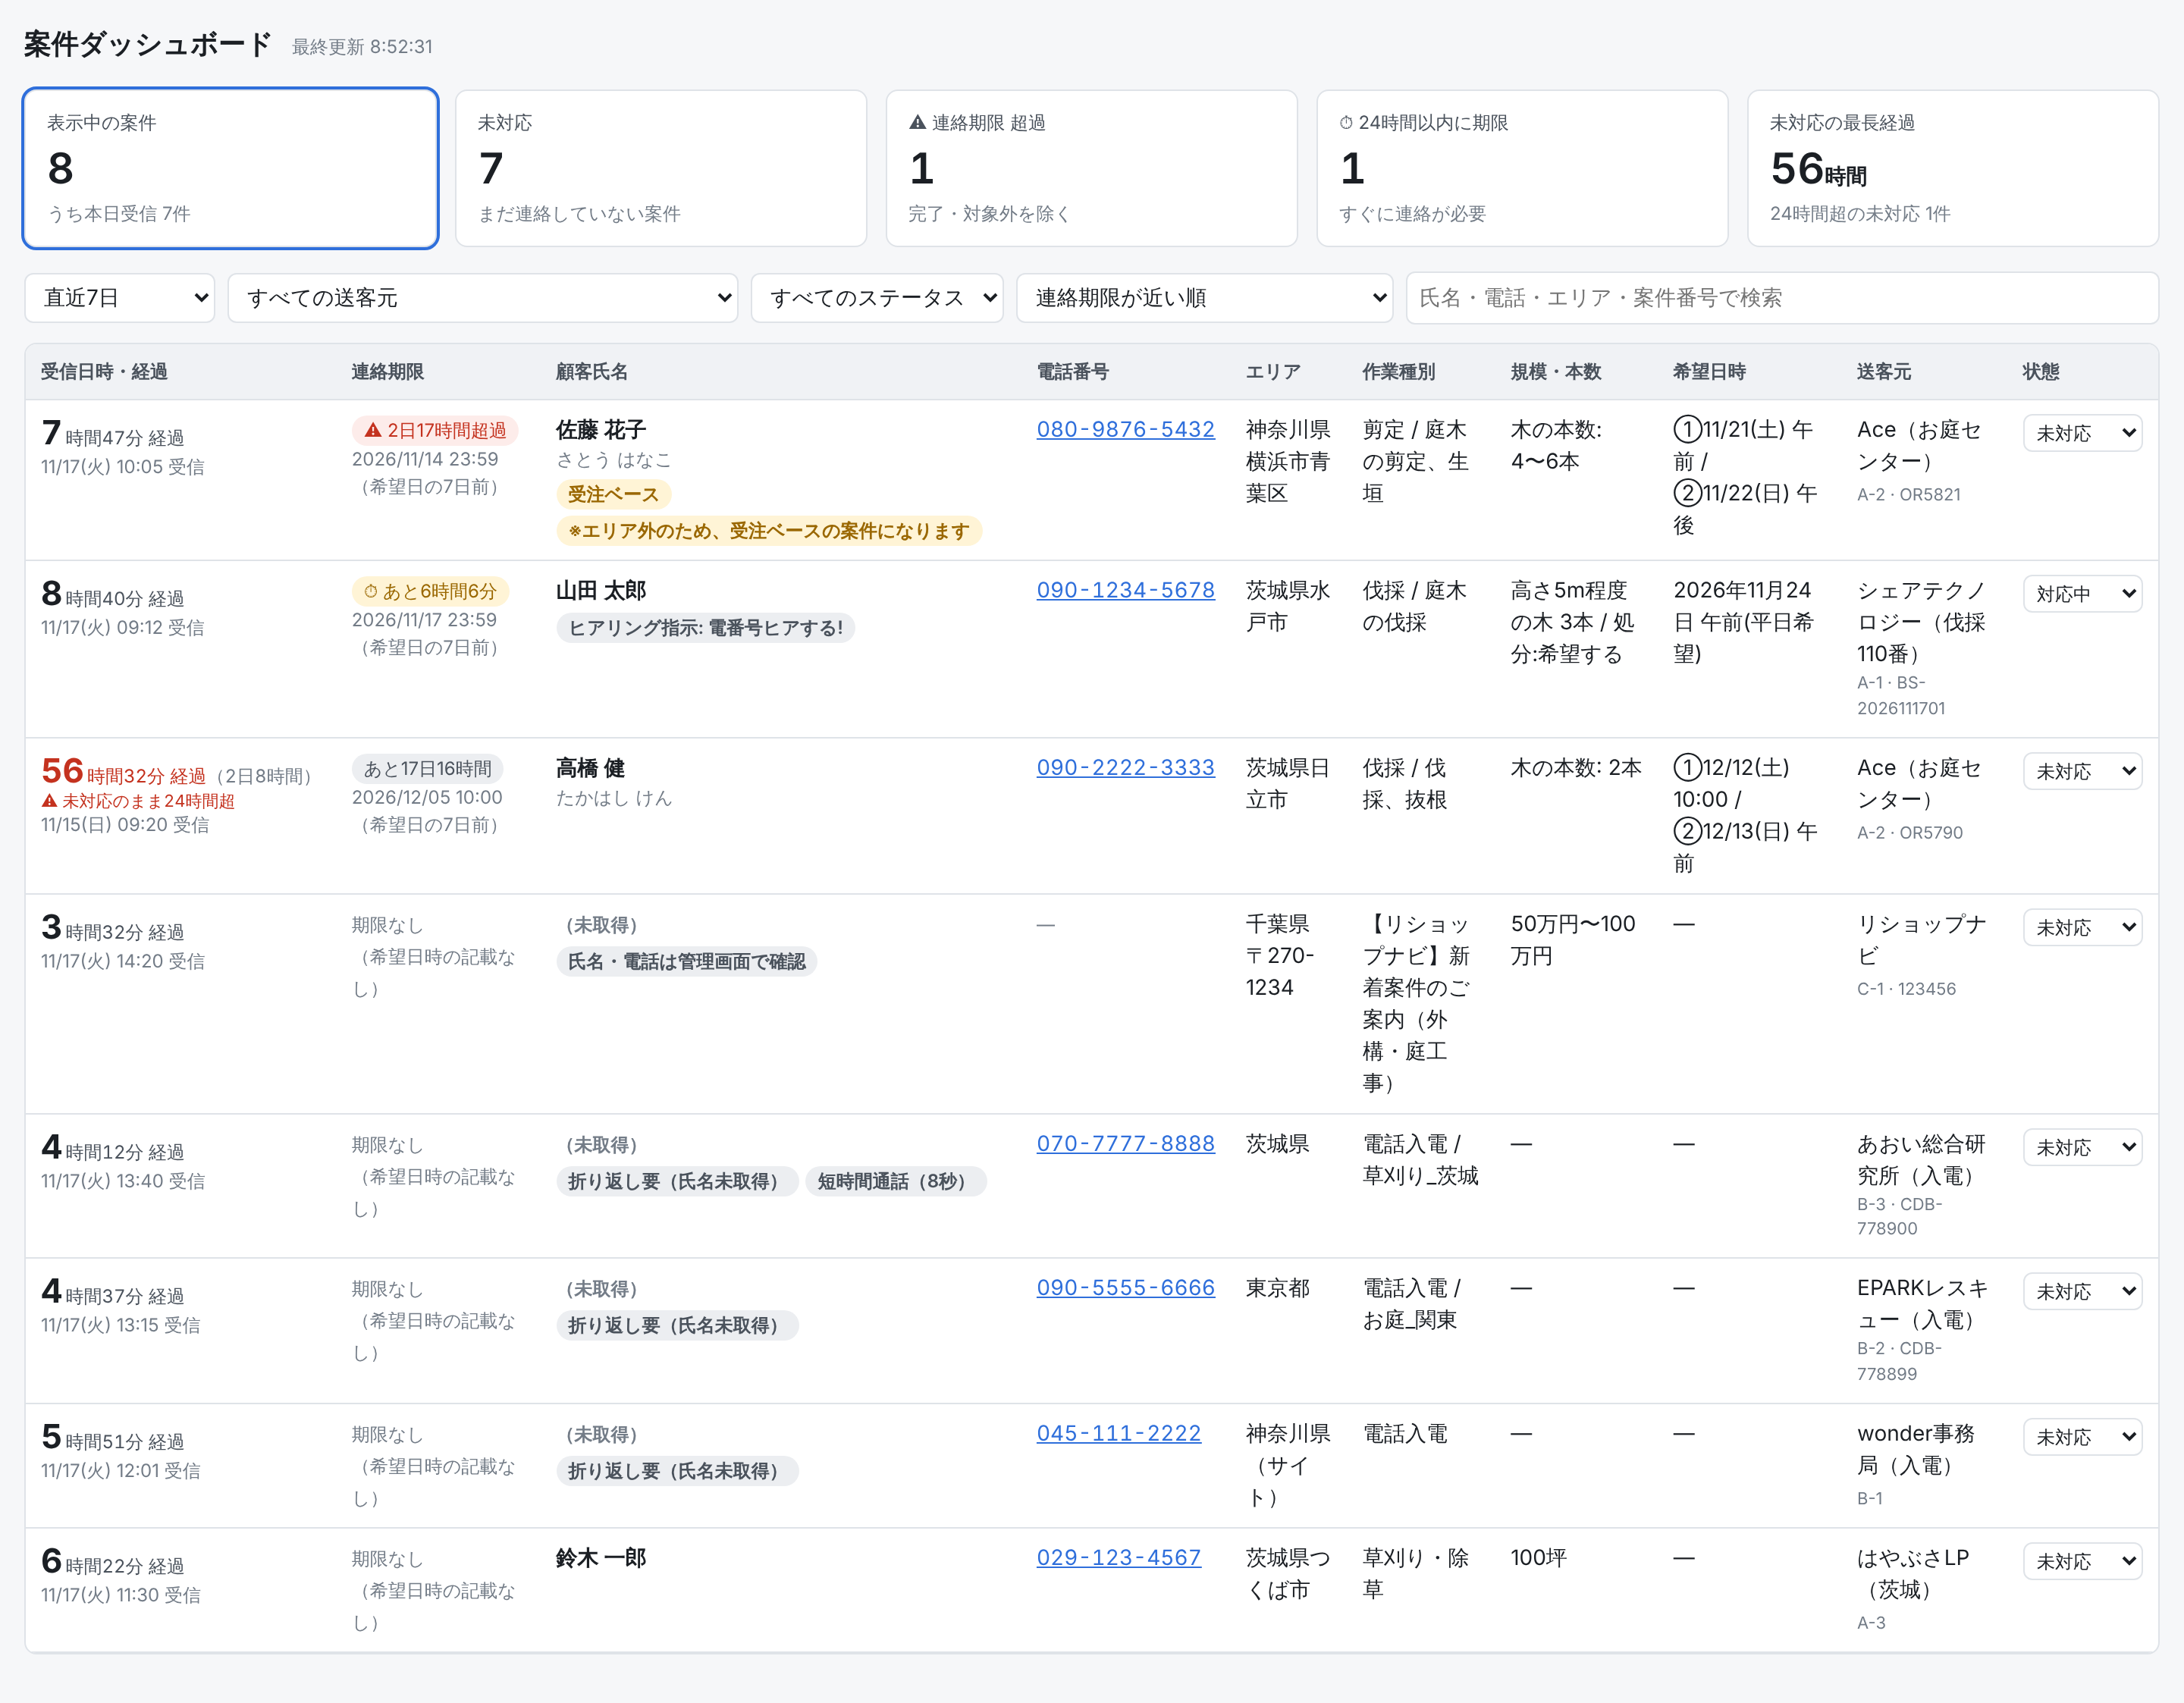 案件ダッシュボード 最終更新 8:52:31
表示中の案件
8
うち本日受信 7件
未対応
7
まだ連絡していない案件
⚠ 連絡期限 超過
1
完了・対象外を除く
⏱ 24時間以内に期限
1
すぐに連絡が必要
未対応の最長経過
56時間
24時間超の未対応 1件
直近7日
すべての送客元
すべてのステータス
連絡期限が近い順
氏名・電話・エリア・案件番号で検索
受信日時・経過 連絡期限 顧客氏名 電話番号 エリア 作業種別 規模・本数 希望日時 送客元 状態
7時間47分 経過
11/17(火) 10:05 受信
⚠ 2日17時間超過
2026/11/14 23:59
（希望日の7日前）
佐藤 花子
さとう はなこ
受注ベース
※エリア外のため、受注ベースの案件になります
080-9876-5432
神奈川県
横浜市青
葉区
剪定 / 庭木
の剪定、生
垣
木の本数:
4〜6本
①11/21(土) 午
前 /
②11/22(日) 午
後
Ace（お庭セ
ンター）
A-2 · OR5821
未対応
8時間40分 経過
11/17(火) 09:12 受信
⏱ あと6時間6分
2026/11/17 23:59
（希望日の7日前）
山田 太郎
ヒアリング指示: 電番号ヒアする!
090-1234-5678
茨城県水
戸市
伐採 / 庭木
の伐採
高さ5m程度
の木 3本 / 処
分:希望する
2026年11月24
日 午前(平日希
望)
シェアテクノ
ロジー（伐採
110番）
A-1 · BS-
2026111701
対応中
56時間32分 経過（2日8時間）
⚠ 未対応のまま24時間超
11/15(日) 09:20 受信
あと17日16時間
2026/12/05 10:00
（希望日の7日前）
高橋 健
たかはし けん
090-2222-3333
茨城県日
立市
伐採 / 伐
採、抜根
木の本数: 2本
①12/12(土)
10:00 /
②12/13(日) 午
前
Ace（お庭セ
ンター）
A-2 · OR5790
未対応
3時間32分 経過
11/17(火) 14:20 受信
期限なし
（希望日時の記載な
し）
（未取得）
氏名・電話は管理画面で確認
—
千葉県
〒270-
1234
【リショッ
プナビ】新
着案件のご
案内（外
構・庭工
事）
50万円〜100
万円
—
リショップナ
ビ
C-1 · 123456
未対応
4時間12分 経過
11/17(火) 13:40 受信
期限なし
（希望日時の記載な
し）
（未取得）
折り返し要（氏名未取得） 短時間通話（8秒）
070-7777-8888
茨城県
電話入電 /
草刈り_茨城
—
—
あおい総合研
究所（入電）
B-3 · CDB-
778900
未対応
4時間37分 経過
11/17(火) 13:15 受信
期限なし
（希望日時の記載な
し）
（未取得）
折り返し要（氏名未取得）
090-5555-6666
東京都
電話入電 /
お庭_関東
—
—
EPARKレスキ
ュー（入電）
B-2 · CDB-
778899
未対応
5時間51分 経過
11/17(火) 12:01 受信
期限なし
（希望日時の記載な
し）
（未取得）
折り返し要（氏名未取得）
045-111-2222
神奈川県
（サイ
ト）
電話入電
—
—
wonder事務
局（入電）
B-1
未対応
6時間22分 経過
11/17(火) 11:30 受信
期限なし
（希望日時の記載な
し）
鈴木 一郎
029-123-4567
茨城県つ
くば市
草刈り・除
草
100坪
—
はやぶさLP
（茨城）
A-3
未対応